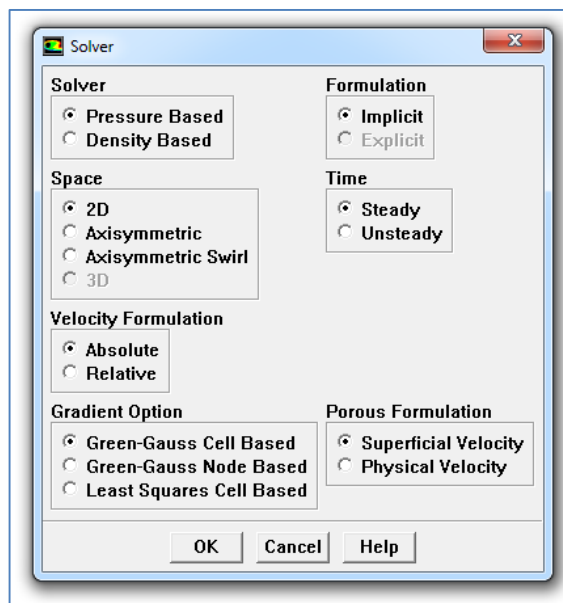 Solver
Solver
Pressure Based
Density Based
Formulation
Implicit
Explicit
Space
2D
Axisymmetric
Axisymmetric Swirl
3D
Time
Steady
Unsteady
Velocity Formulation
Absolute
Relative
Gradient Option
Green-Gauss Cell Based
Green-Gauss Node Based
Least Squares Cell Based
Porous Formulation
Superficial Velocity
Physical Velocity
OK
Cancel
Help